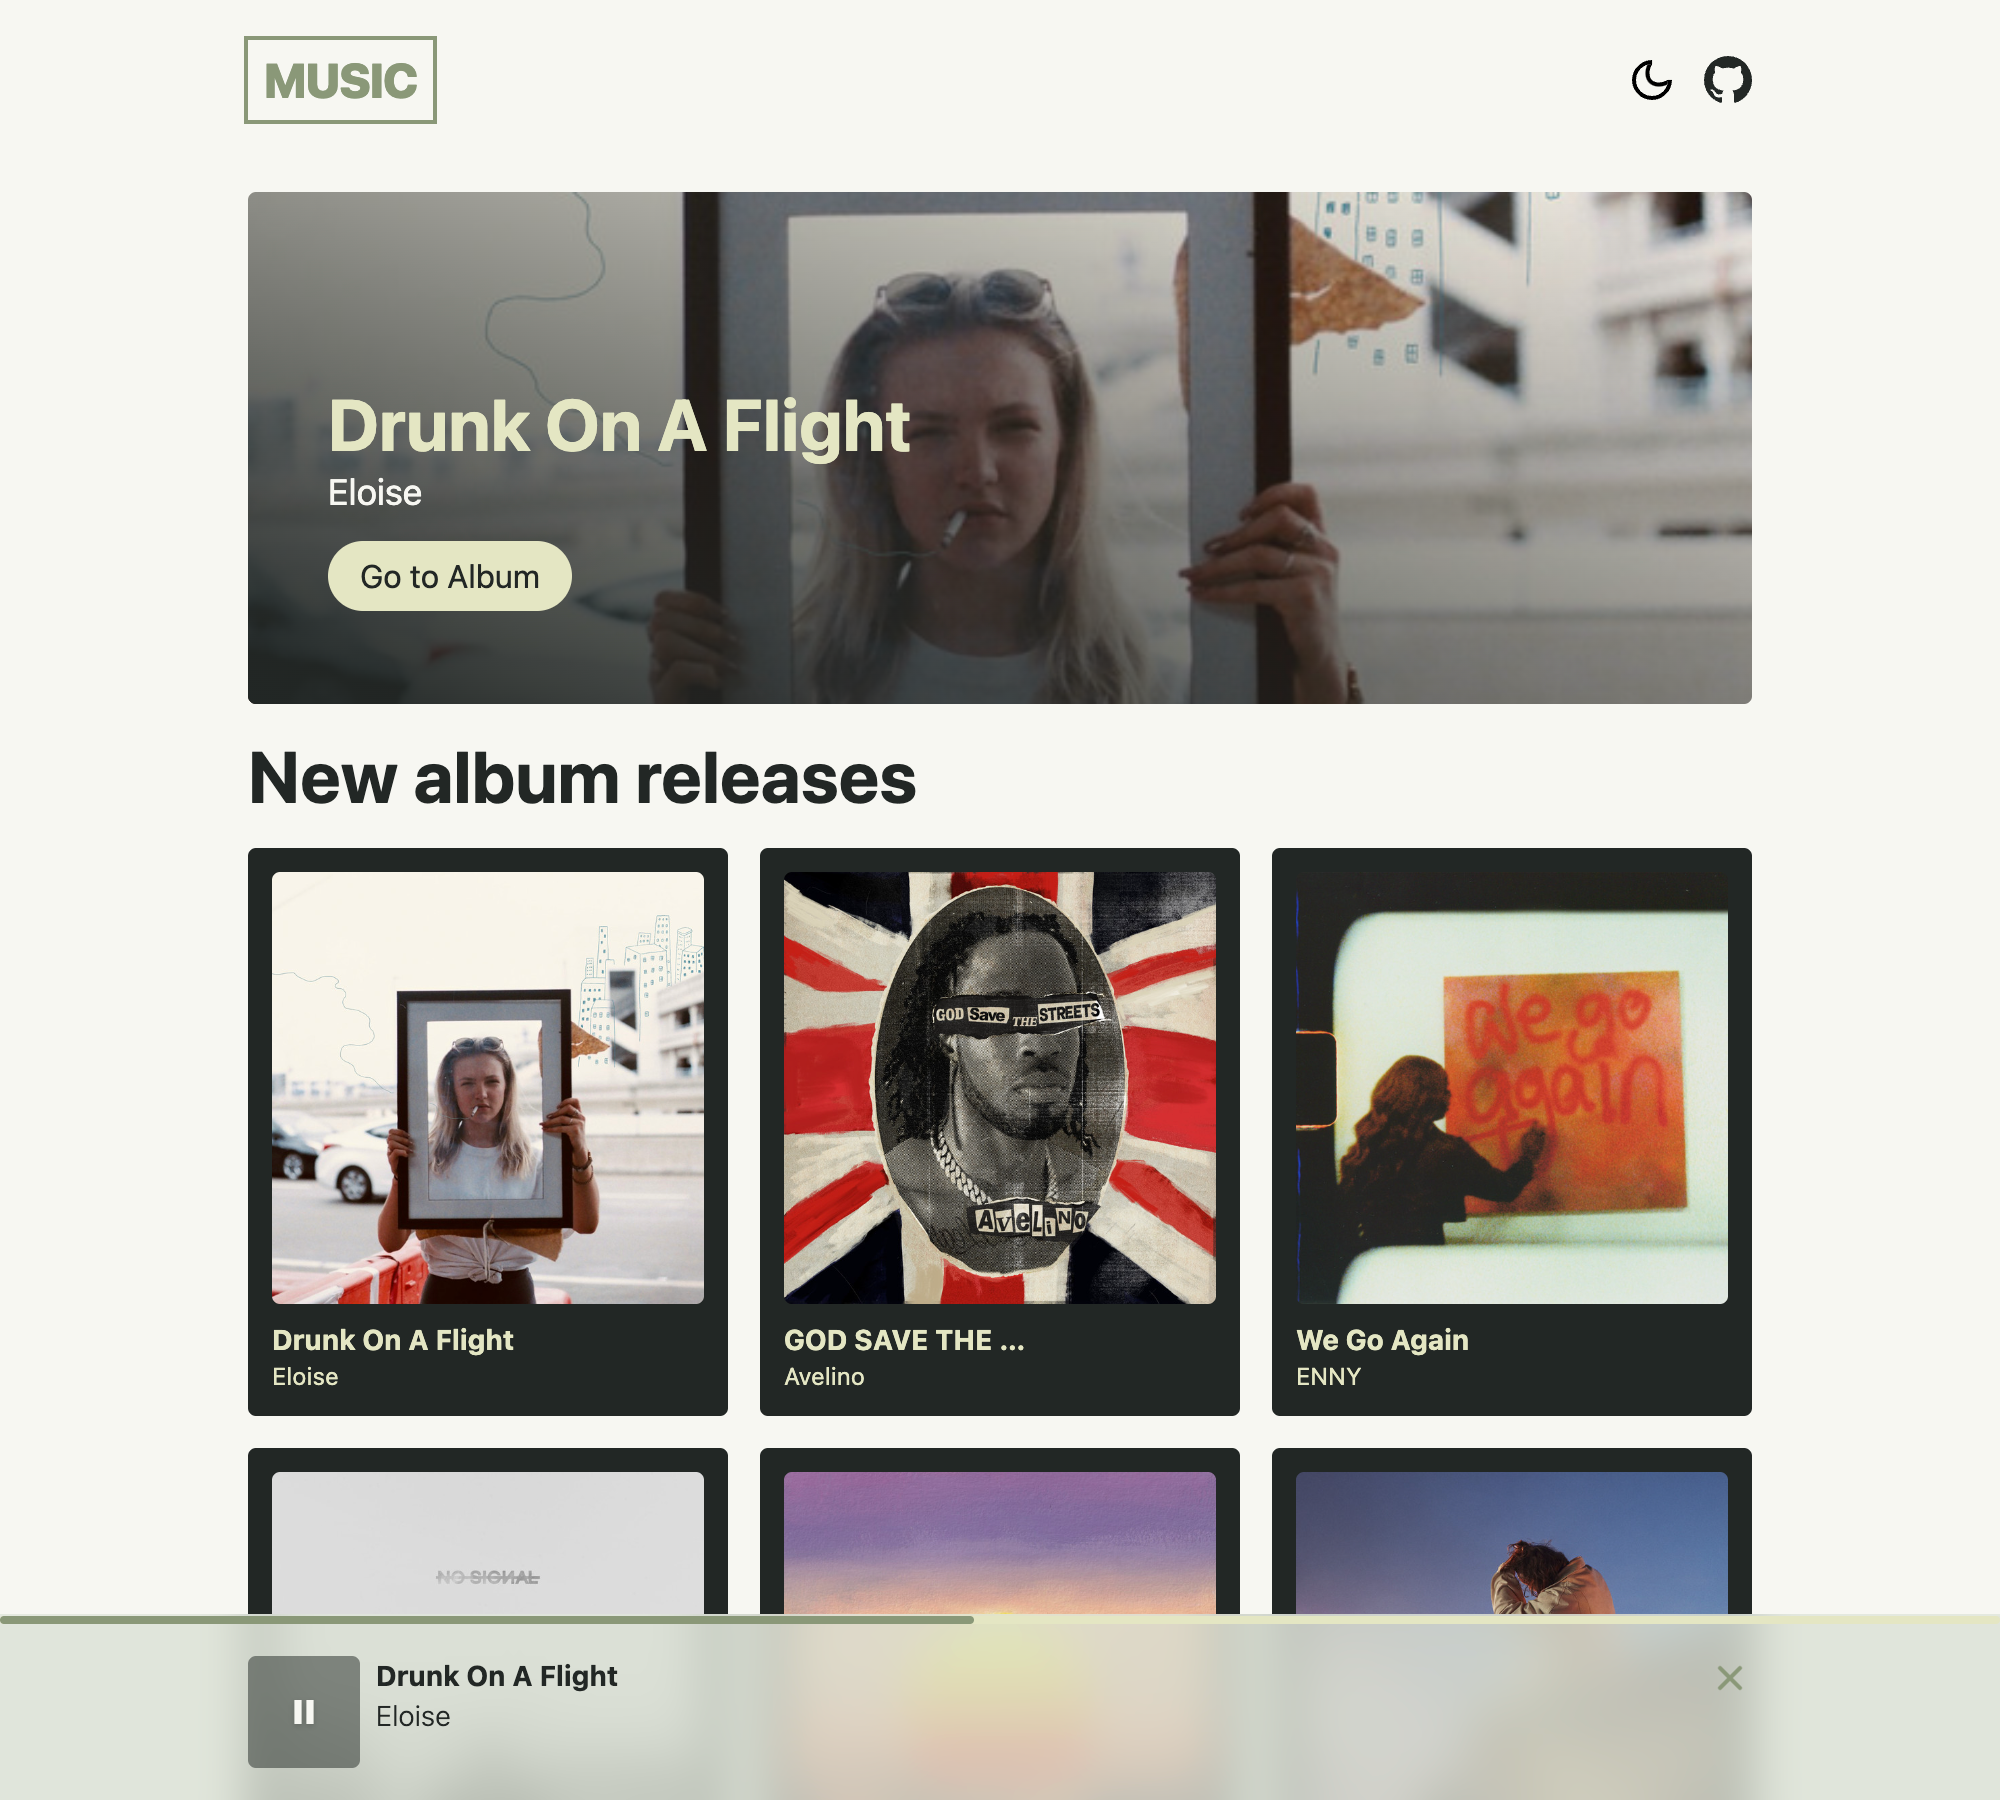 MUSIC
Drunk On A Flight
Eloise
Go to Album
New album releases
GOD Save THE STREETS
AVELiNO
We go
again
Drunk On A Flight
Eloise
GOD SAVE THE ...
Avelino
We Go Again
ENNY
NO SIGNAL
Drunk On A Flight
Eloise